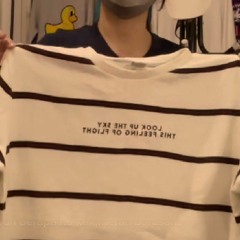 LOOK UP THE SKY
THIS FEELING OF FLIGHT